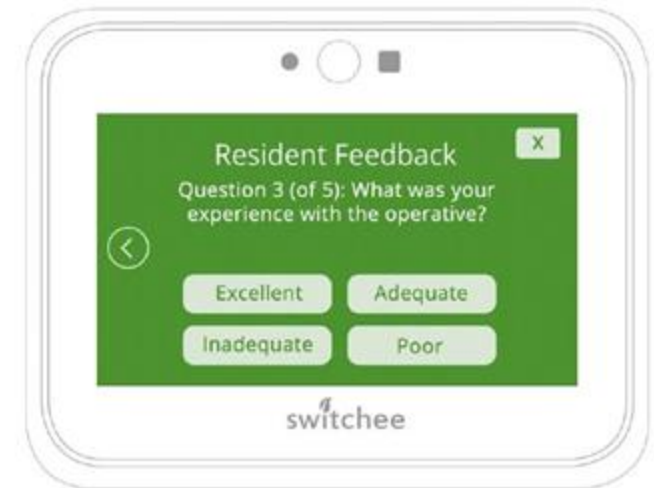 Resident Feedback
X
Question 3 (of 5): What was your
experience with the operative?
Excellent
Adequate
Inadequate
Poor
switchee